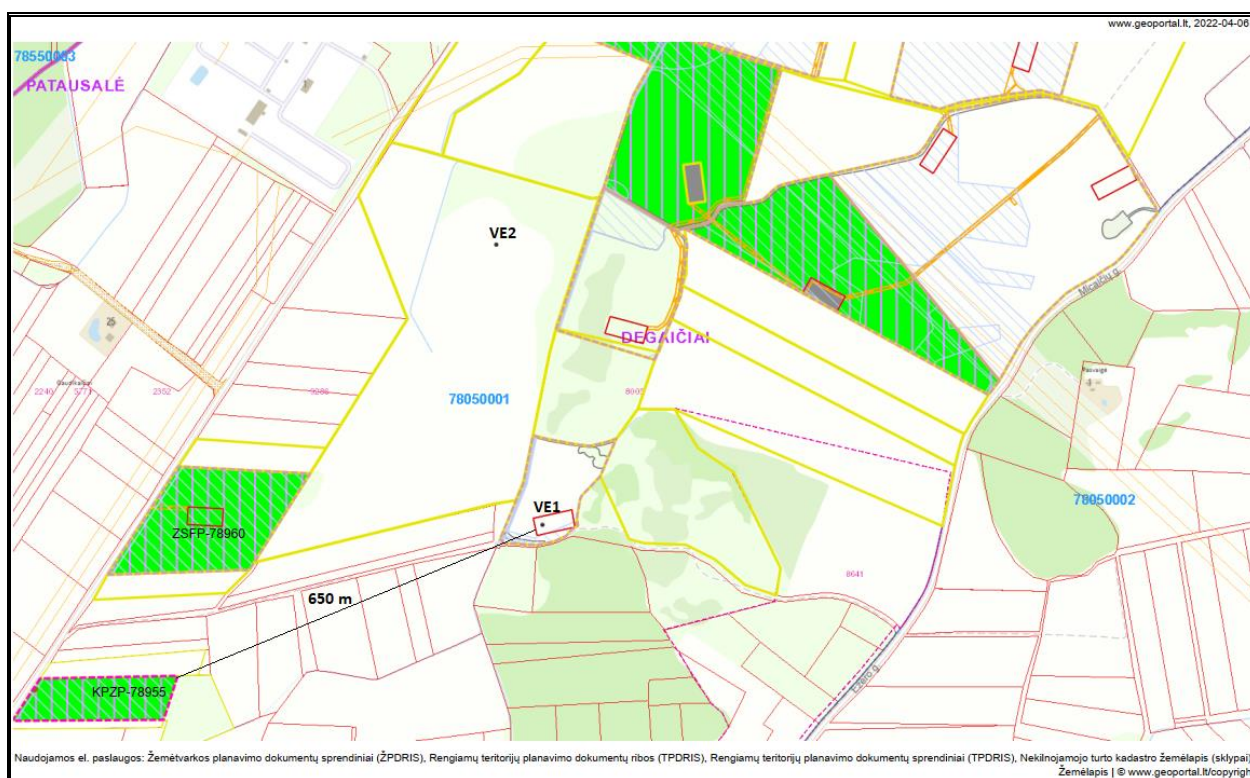 www.geoportal.lt, 2022-04-06
78550003
PATAUSALĖ
VE2
Micaičių g.
DEGAIČIAI
25
2240
5771
2352
78050001
78050002
ZSFP-78960
VE1
8641
650 m
KPZP-78955
Ežero g.
Naudojamos el. paslaugos: Žemėtvarkos planavimo dokumentų sprendiniai (ŽPDRIS), Rengiamų teritorijų planavimo dokumentų ribos (TPDRIS), Rengiamų teritorijų planavimo dokumentų sprendiniai (TPDRIS), Nekilnojamojo turto kadastro žemėlapis (sklypai
Žemėlapis | © www.geoportal.lt/copyrigh